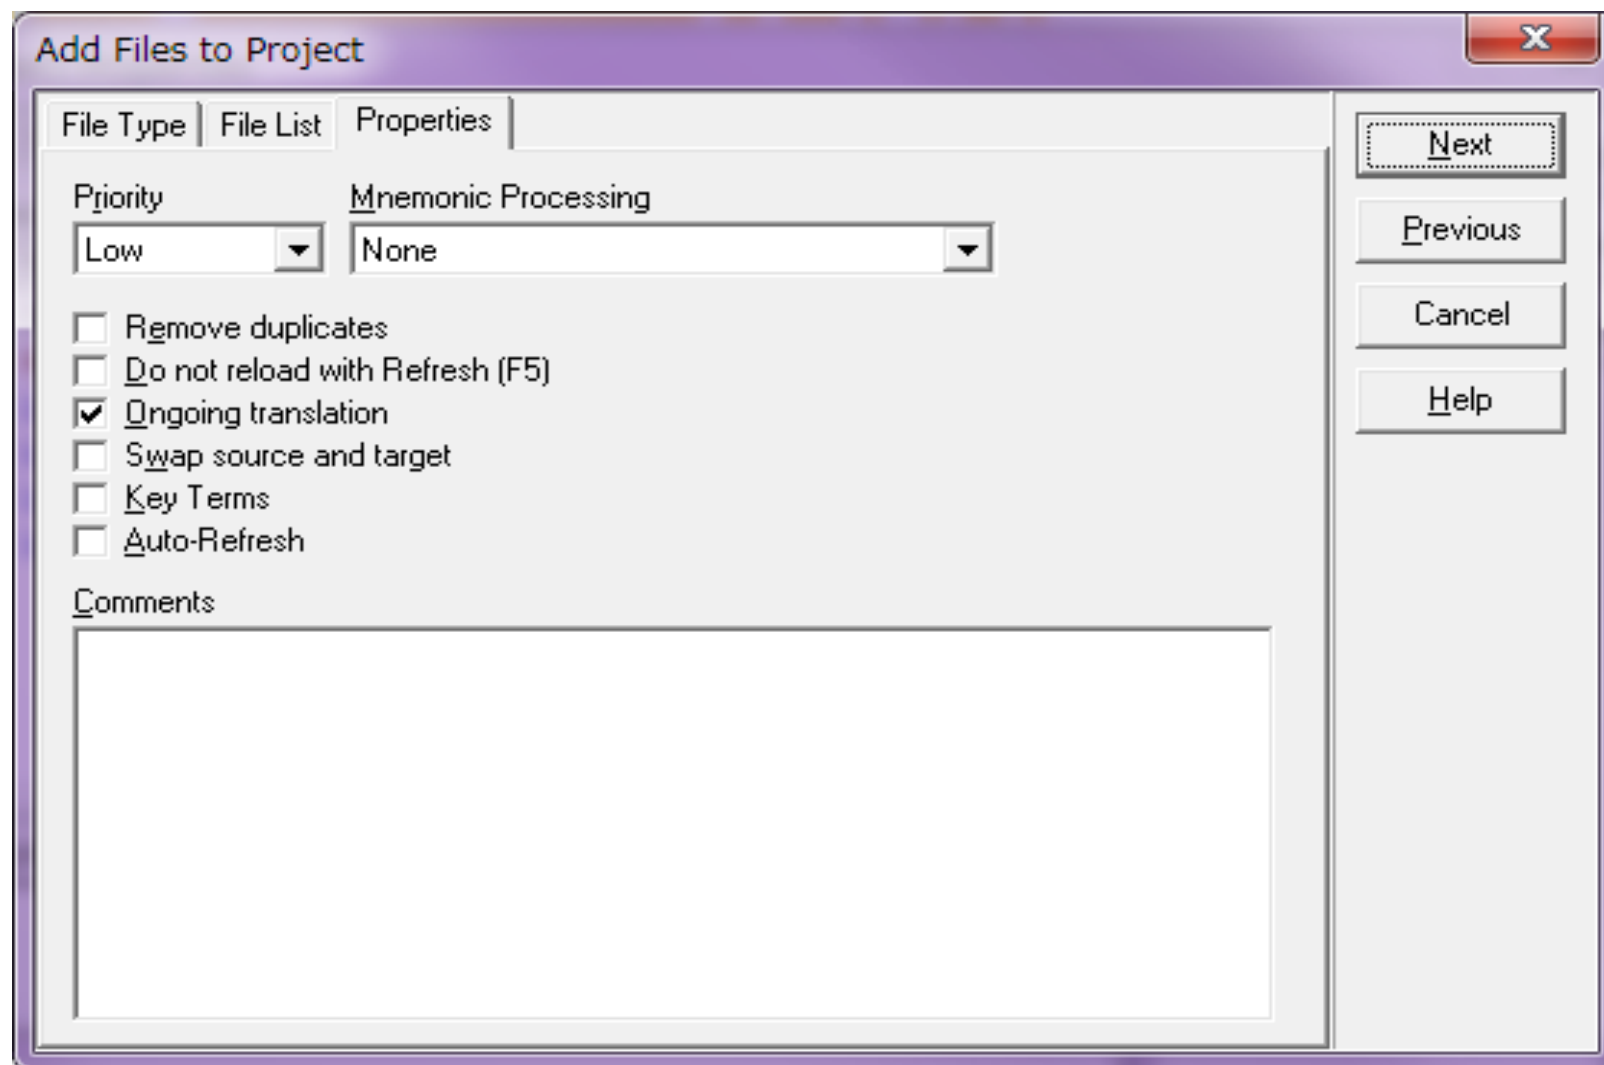 Add Files to Project
File Type File List Properties
Priority Mnemonic Processing
Low None
Remove duplicates
Do not reload with Refresh (F5)
Ongoing translation
Swap source and target
Key Terms
Auto-Refresh
Comments
Next
Previous
Cancel
Help